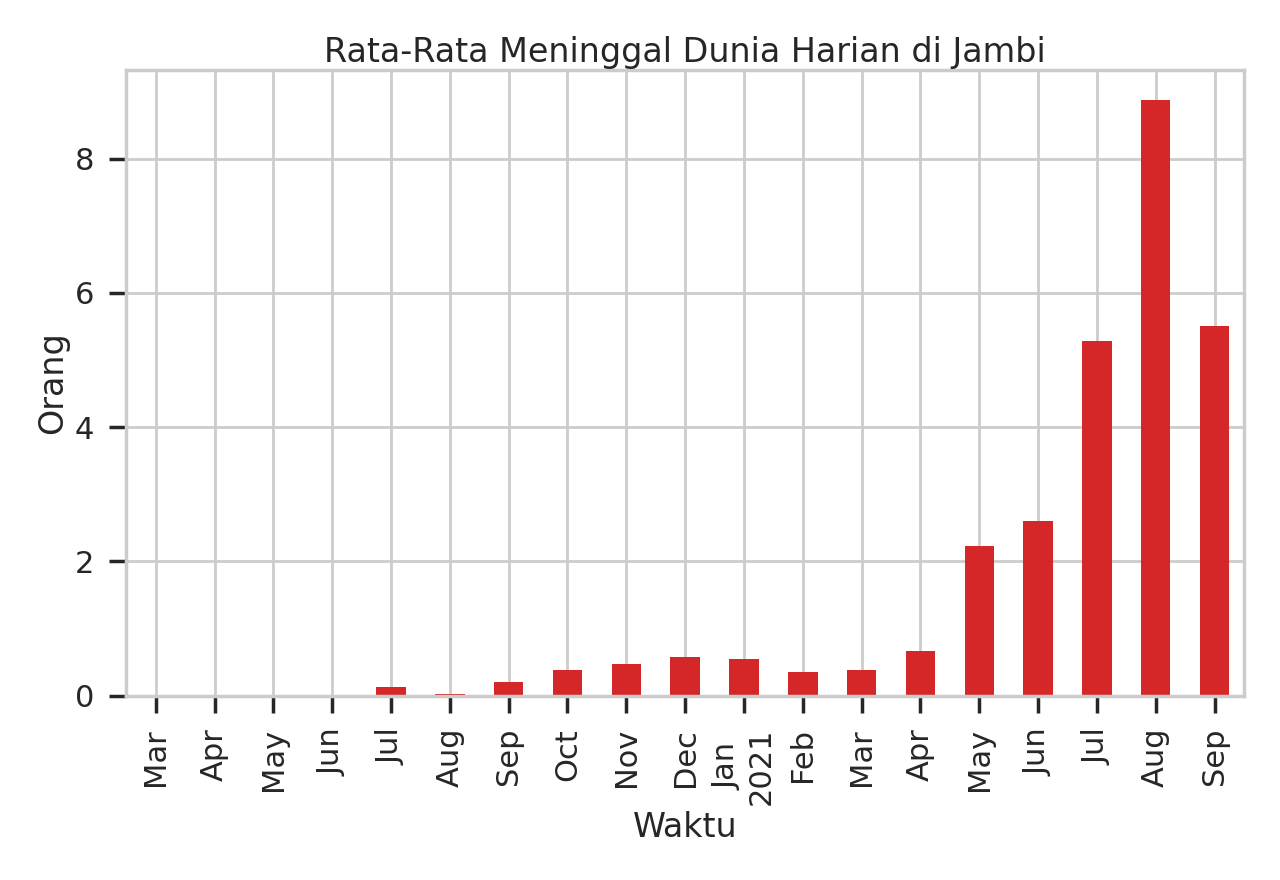 Rata-Rata Meninggal Dunia Harian di Jambi
Orang
8
6
4
2
0
Mar
Apr
May
Jun
Jul
Aug
Sep
Oct
Nov
Dec
Jan
2021
Feb
Mar
Apr
May
Jun
Jul
Aug
Sep
Waktu